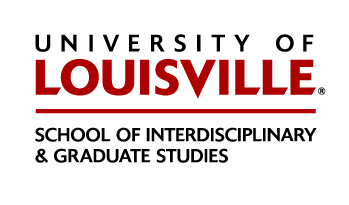 UNIVERSITY OF
LOUISVILLE®
SCHOOL OF INTERDISCIPLINARY
& GRADUATE STUDIES